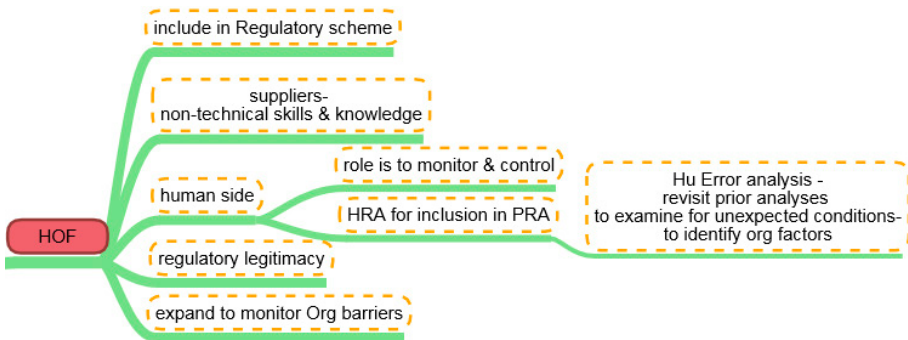 include in Regulatory scheme
suppliers-
non-technical skills & knowledge
role is to monitor & control
human side
HRA for inclusion in PRA
Hu Error analysis -
revisit prior analyses
to examine for unexpected conditions-
to identify org factors
HOF
regulatory legitimacy
expand to monitor Org barriers